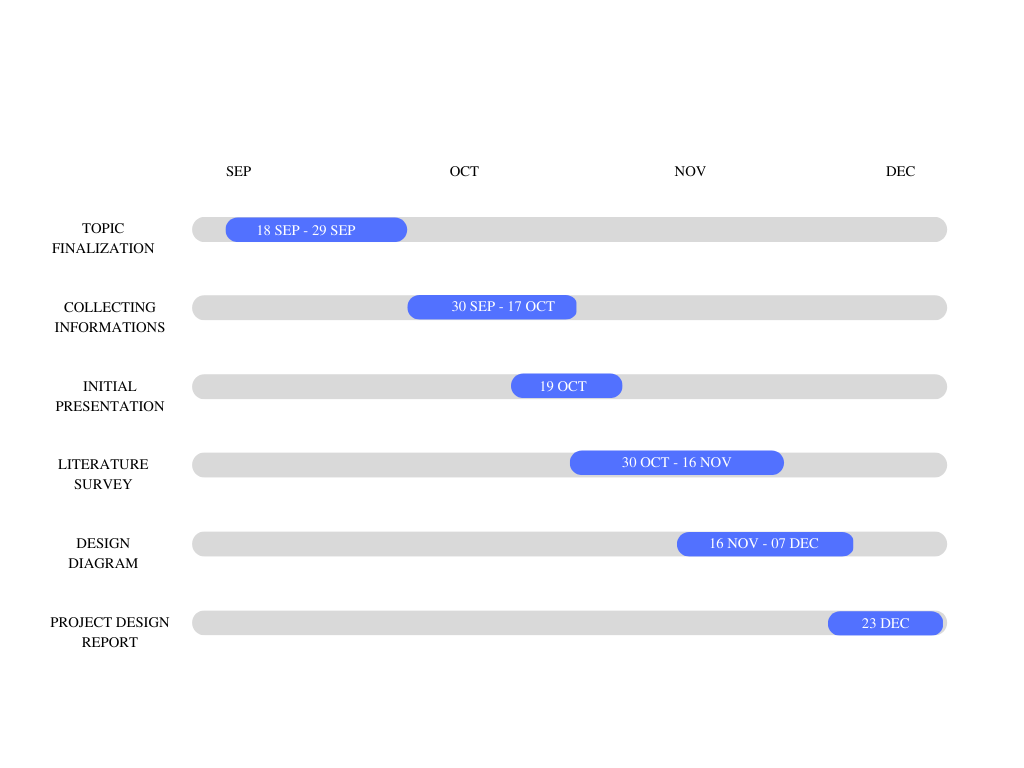 SEP OCT NOV DEC
TOPIC
FINALIZATION
18 SEP - 29 SEP
COLLECTING
INFORMATIONS
30 SEP - 17 OCT
INITIAL
PRESENTATION
19 OCT
LITERATURE
SURVEY
30 OCT - 16 NOV
DESIGN
DIAGRAM
16 NOV - 07 DEC
PROJECT DESIGN
REPORT
23 DEC